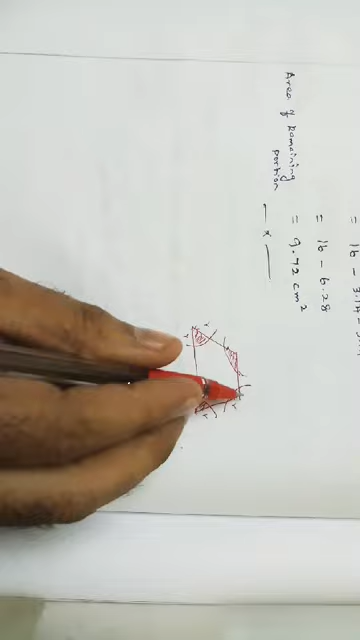 = 16 - 3.14 -
= 16 - 6.28
Area of Remaining portion = 9.72 cm²
— x —
r
r
r
r